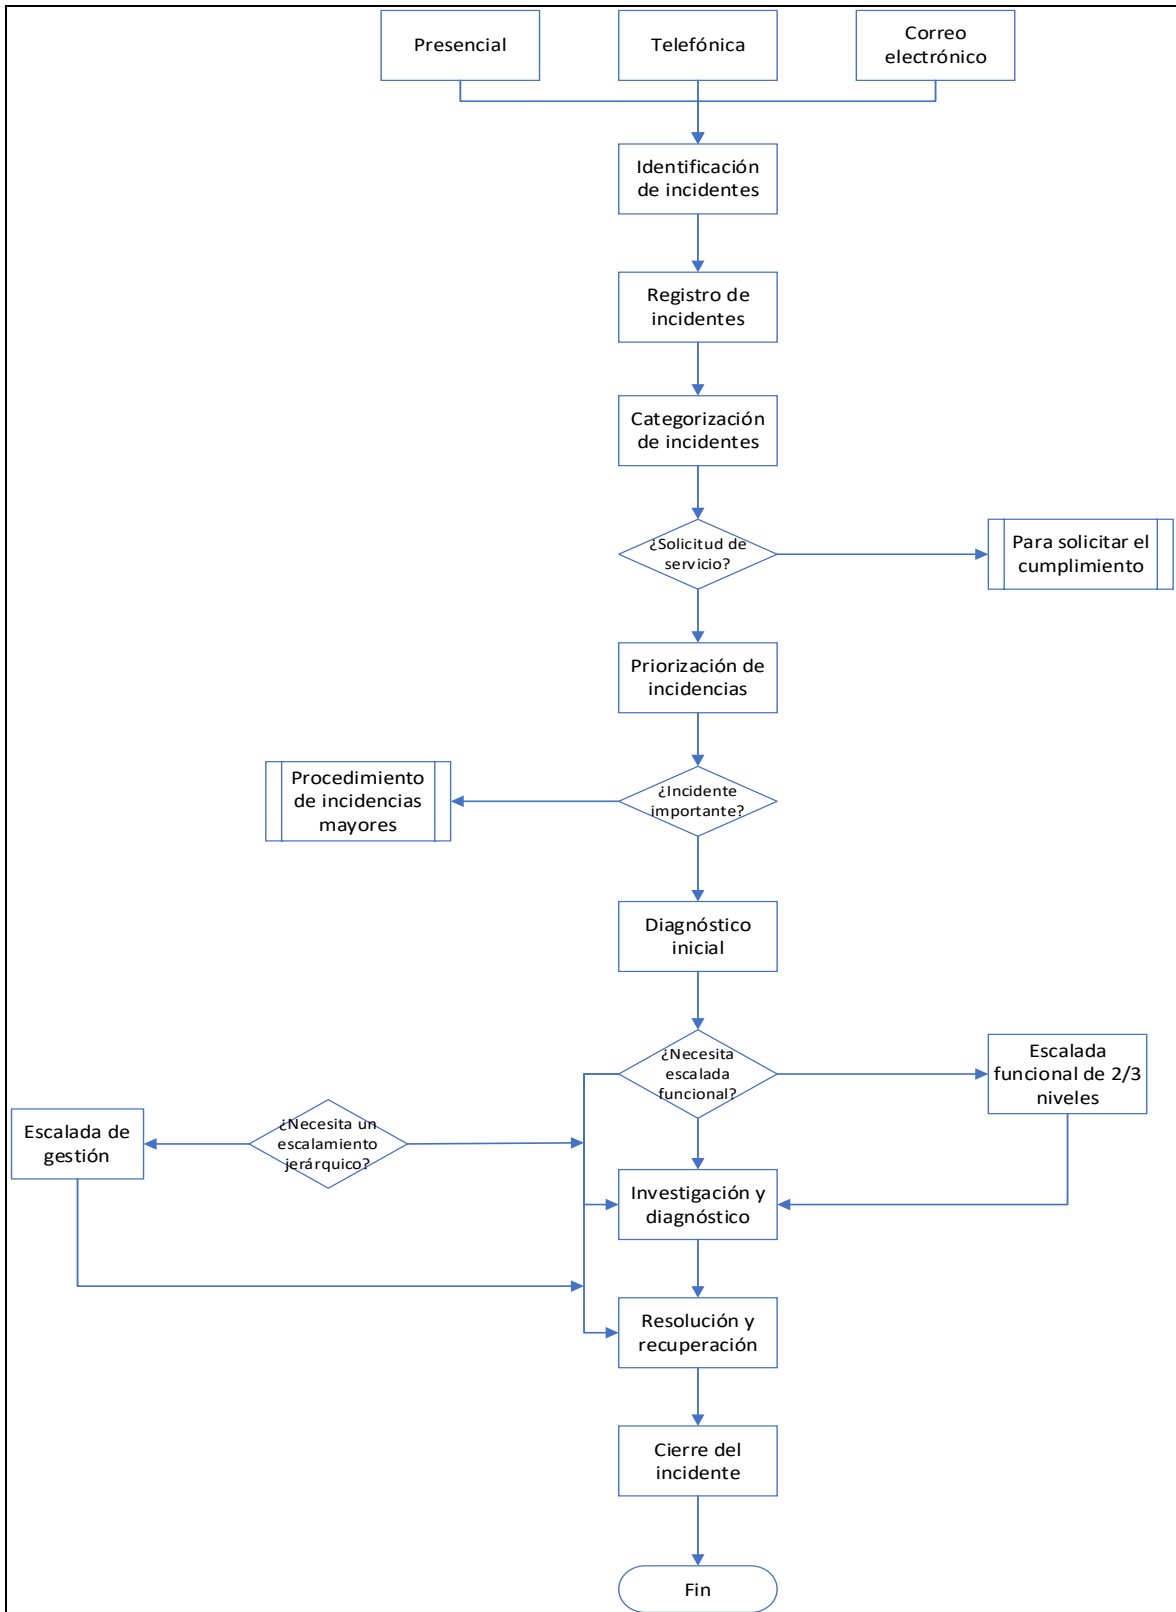 Presencial
Telefónica
Correo
electrónico
Identificación
de incidentes
Registro de
incidentes
Categorización
de incidentes
¿Solicitud de
servicio?
Para solicitar el
cumplimiento
Priorización de
incidencias
Procedimiento
de incidencias
mayores
¿Incidente
importante?
Diagnóstico
inicial
¿Necesita
escalada
funcional?
Escalada
funcional de 2/3
niveles
Escalada de
gestión
¿Necesita un
escalamiento
jerárquico?
Investigación y
diagnóstico
Resolución y
recuperación
Cierre del
incidente
Fin